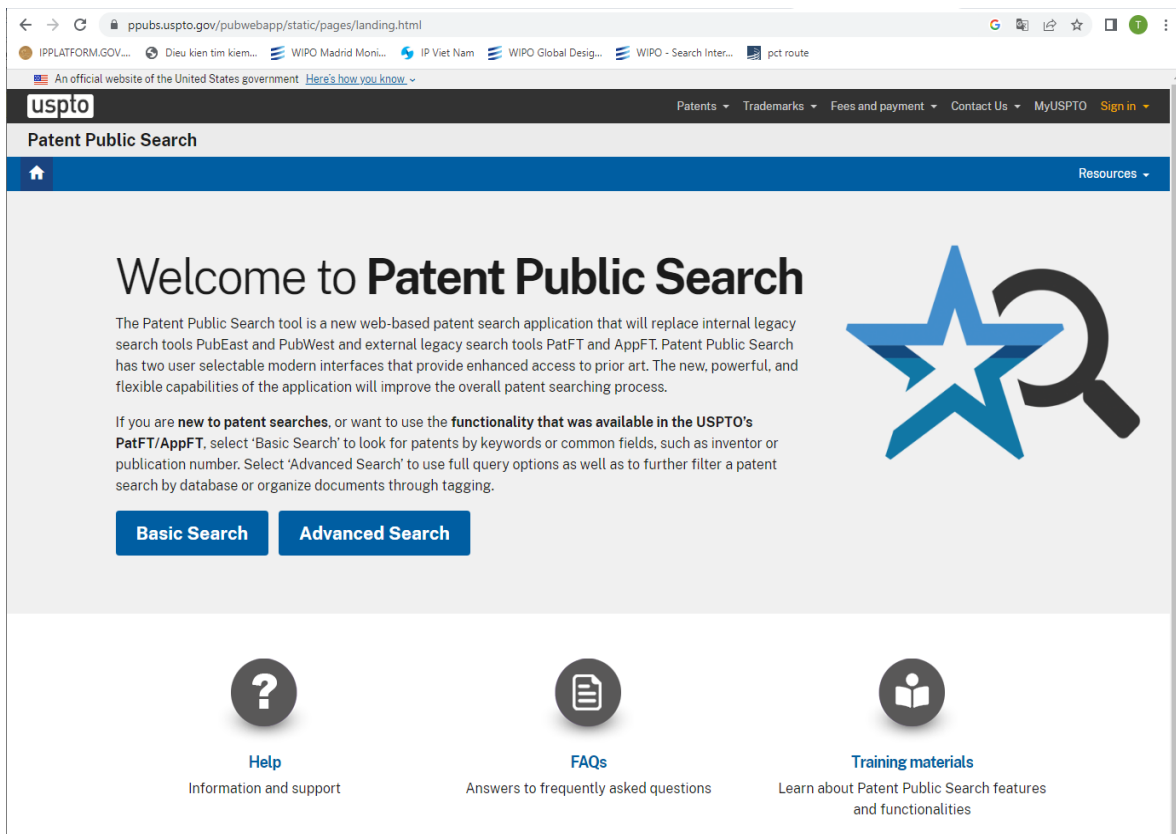 ppubs.uspto.gov/pubwebapp/static/pages/landing.html
G T
IPPLATFORM.GOV.... Dieu kien tim kiem... WIPO Madrid Moni... IP Viet Nam WIPO Global Desig... WIPO - Search Inter... pct route
An official website of the United States government Here's how you know
uspto Patents Trademarks Fees and payment Contact Us MyUSPTO Sign in
Patent Public Search
Resources
Welcome to Patent Public Search
The Patent Public Search tool is a new web-based patent search application that will replace internal legacy
search tools PubEast and PubWest and external legacy search tools PatFT and AppFT. Patent Public Search
has two user selectable modern interfaces that provide enhanced access to prior art. The new, powerful, and
flexible capabilities of the application will improve the overall patent searching process.
If you are new to patent searches, or want to use the functionality that was available in the USPTO's
PatFT/AppFT, select ‘Basic Search’ to look for patents by keywords or common fields, such as inventor or
publication number. Select ‘Advanced Search’ to use full query options as well as to further filter a patent
search by database or organize documents through tagging.
Basic Search Advanced Search
?
Help FAQs Training materials
Information and support Answers to frequently asked questions Learn about Patent Public Search features
and functionalities